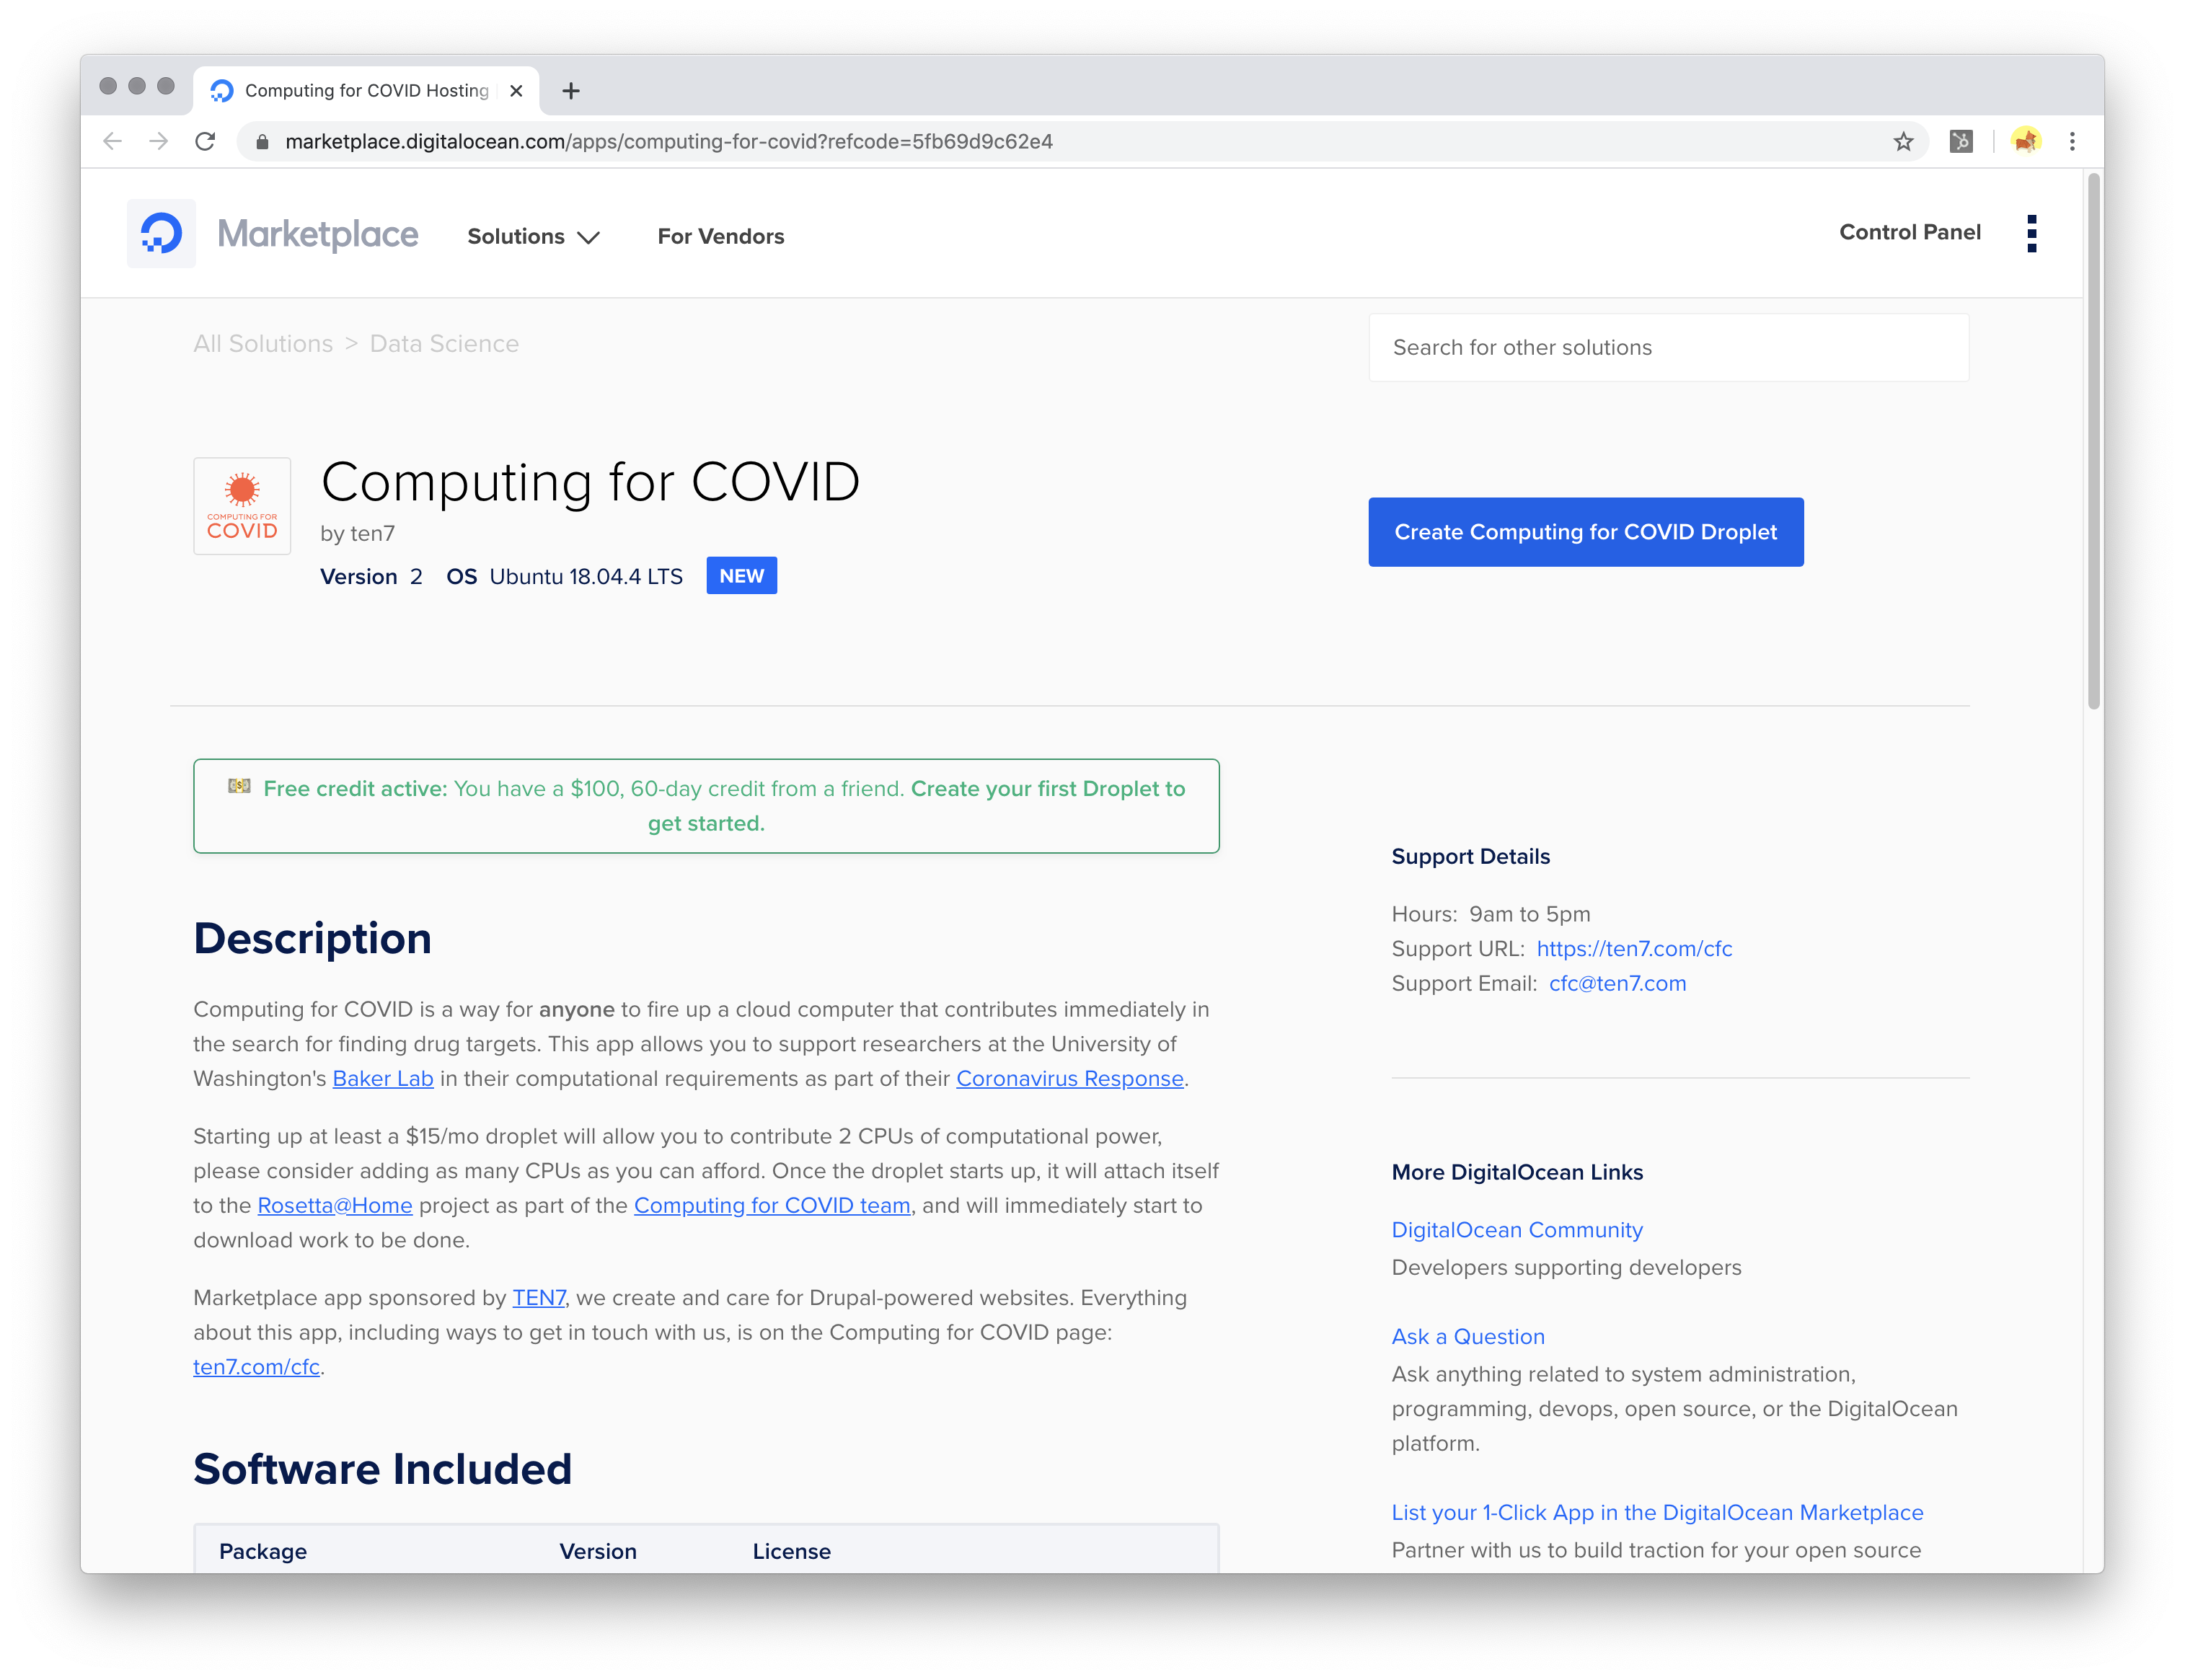 Computing for COVID Hosting
marketplace.digitalocean.com/apps/computing-for-covid?refcode=5fb69d9c62e4
Marketplace
Solutions
For Vendors
Control Panel
All Solutions > Data Science
Search for other solutions
COMPUTING FOR
COVID
Computing for COVID
by ten7
Version 2 OS Ubuntu 18.04.4 LTS NEW
Create Computing for COVID Droplet
Free credit active: You have a $100, 60-day credit from a friend. Create your first Droplet to
get started.
Description
Computing for COVID is a way for anyone to fire up a cloud computer that contributes immediately in
the search for finding drug targets. This app allows you to support researchers at the University of
Washington's Baker Lab in their computational requirements as part of their Coronavirus Response.
Starting up at least a $15/mo droplet will allow you to contribute 2 CPUs of computational power,
please consider adding as many CPUs as you can afford. Once the droplet starts up, it will attach itself
to the Rosetta@Home project as part of the Computing for COVID team, and will immediately start to
download work to be done.
Marketplace app sponsored by TEN7, we create and care for Drupal-powered websites. Everything
about this app, including ways to get in touch with us, is on the Computing for COVID page:
ten7.com/cfc.
Software Included
Package Version License
Support Details
Hours: 9am to 5pm
Support URL: https://ten7.com/cfc
Support Email: cfc@ten7.com
More DigitalOcean Links
DigitalOcean Community
Developers supporting developers
Ask a Question
Ask anything related to system administration,
programming, devops, open source, or the DigitalOcean
platform.
List your 1-Click App in the DigitalOcean Marketplace
Partner with us to build traction for your open source